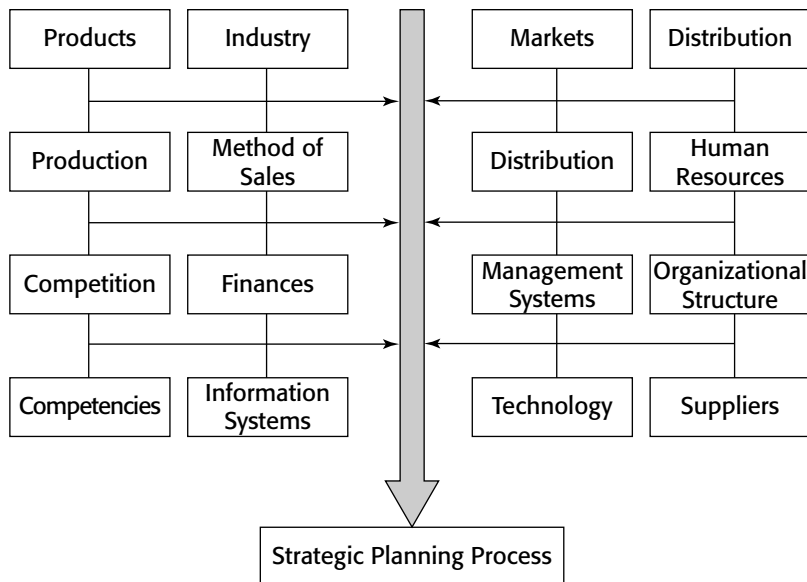 Products
Industry
Markets
Distribution
Production
Method of
Sales
Distribution
Human
Resources
Competition
Finances
Management
Systems
Organizational
Structure
Competencies
Information
Systems
Technology
Suppliers
Strategic Planning Process